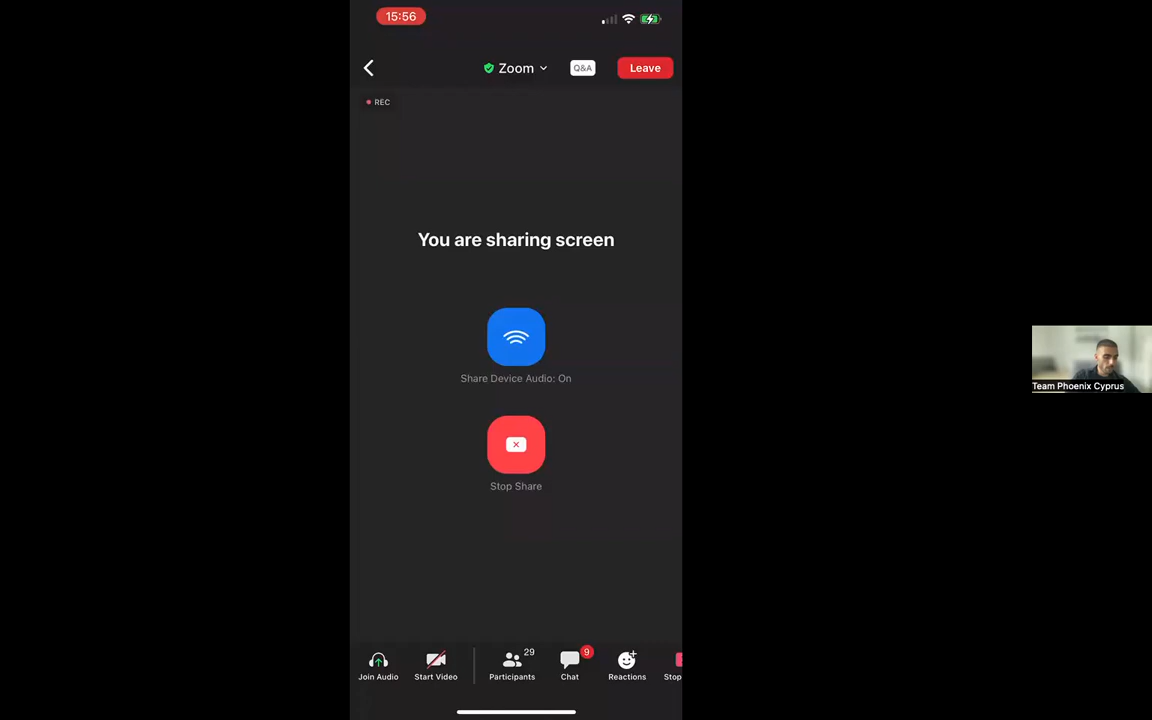 15:56
Zoom
Q&A
Leave
REC
You are sharing screen
Share Device Audio: On
Stop Share
29
9
Join Audio
Start Video
Participants
Chat
Reactions
Stop
Team Phoenix Cyprus